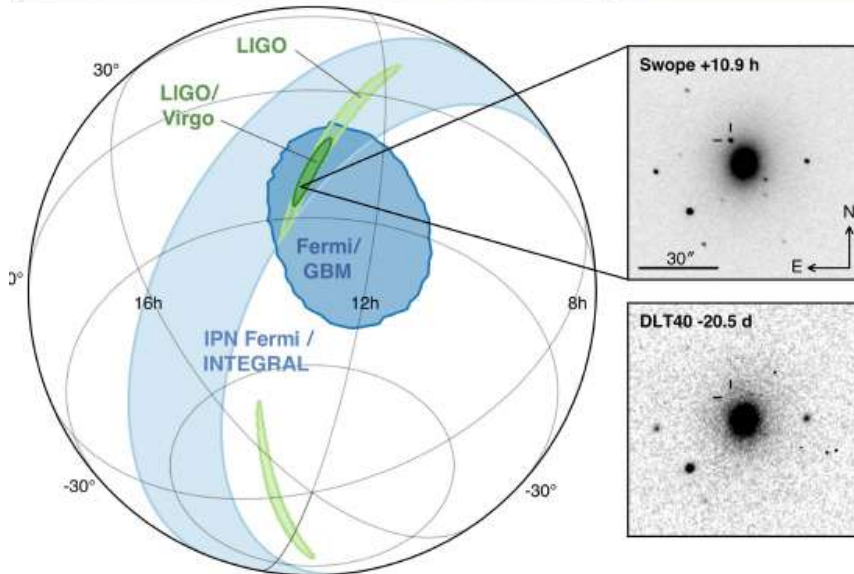 LIGO
Swope +10.9 h
30°
LIGO/
Virgo
N
Fermi/
GBM
30″
E
0°
16h
12h
8h
DLT40 -20.5 d
IPN Fermi /
INTEGRAL
-30°
-30°